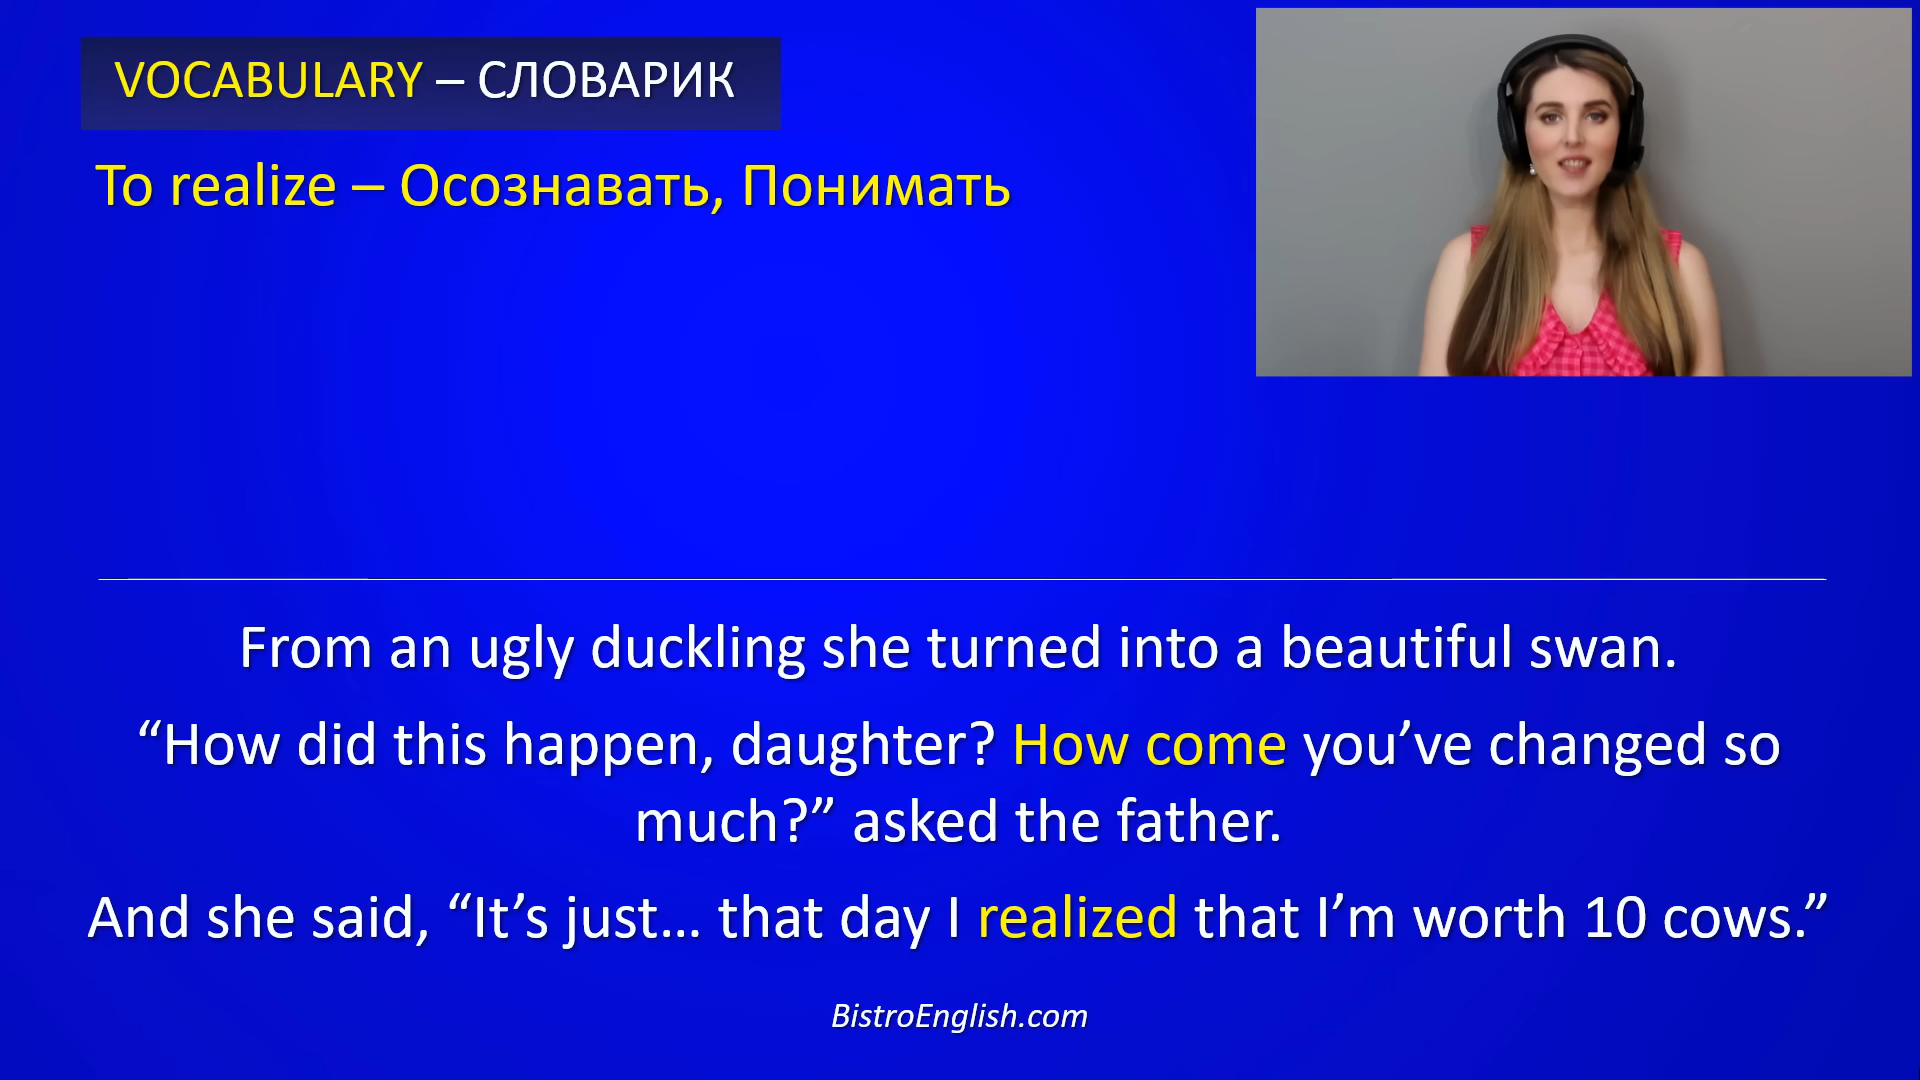 VOCABULARY – СЛОВАРИК
To realize – Осознавать, Понимать
From an ugly duckling she turned into a beautiful swan.
“How did this happen, daughter? How come you’ve changed so
much?” asked the father.
And she said, “It’s just… that day I realized that I’m worth 10 cows.”
BistroEnglish.com